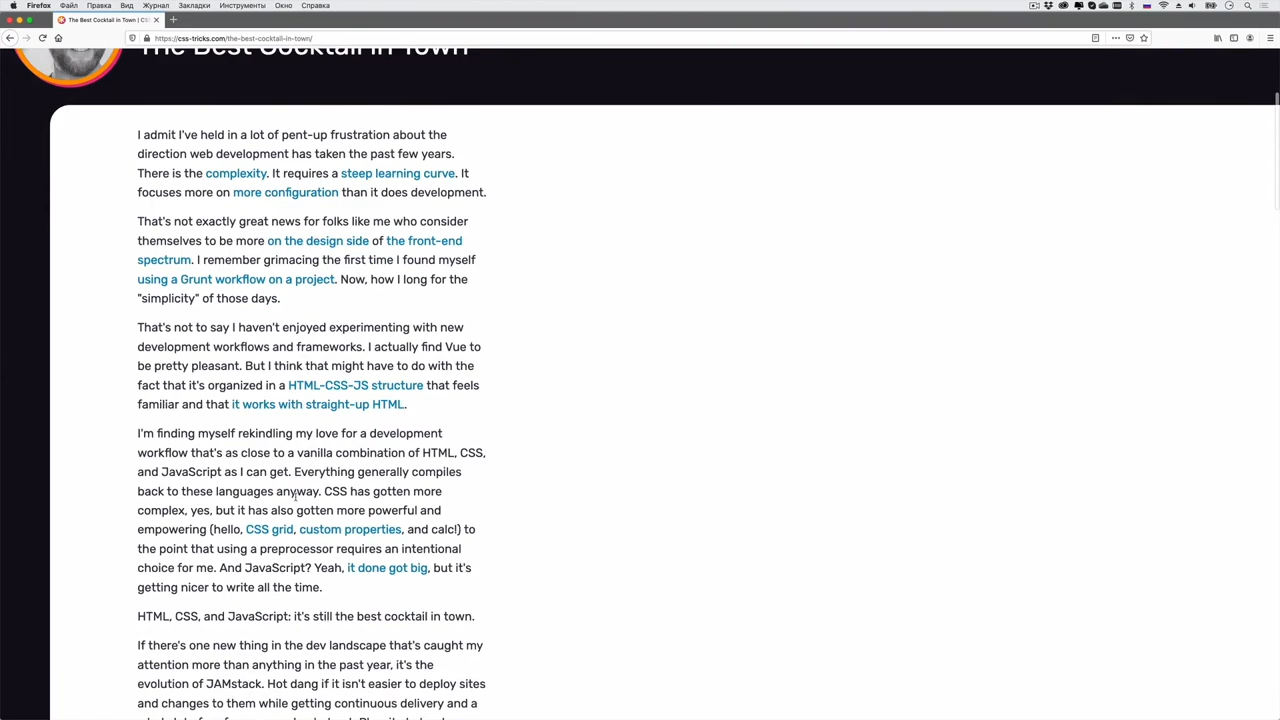 Firefox Файл Правка Вид Журнал Закладки Инструменты Окно Справка
The Best Cocktail in Town | CS
https://css-tricks.com/the-best-cocktail-in-town/
The Best Cocktail in Town
I admit I've held in a lot of pent-up frustration about the
direction web development has taken the past few years.
There is the complexity. It requires a steep learning curve. It
focuses more on more configuration than it does development.
That's not exactly great news for folks like me who consider
themselves to be more on the design side of the front-end
spectrum. I remember grimacing the first time I found myself
using a Grunt workflow on a project. Now, how I long for the
"simplicity" of those days.
That's not to say I haven't enjoyed experimenting with new
development workflows and frameworks. I actually find Vue to
be pretty pleasant. But I think that might have to do with the
fact that it's organized in a HTML-CSS-JS structure that feels
familiar and that it works with straight-up HTML.
I'm finding myself rekindling my love for a development
workflow that's as close to a vanilla combination of HTML, CSS,
and JavaScript as I can get. Everything generally compiles
back to these languages anyway. CSS has gotten more
complex, yes, but it has also gotten more powerful and
empowering (hello, CSS grid, custom properties, and calc!) to
the point that using a preprocessor requires an intentional
choice for me. And JavaScript? Yeah, it done got big, but it's
getting nicer to write all the time.
HTML, CSS, and JavaScript: it's still the best cocktail in town.
If there's one new thing in the dev landscape that's caught my
attention more than anything in the past year, it's the
evolution of JAMstack. Hot dang if it isn't easier to deploy sites
and changes to them while getting continuous delivery and a